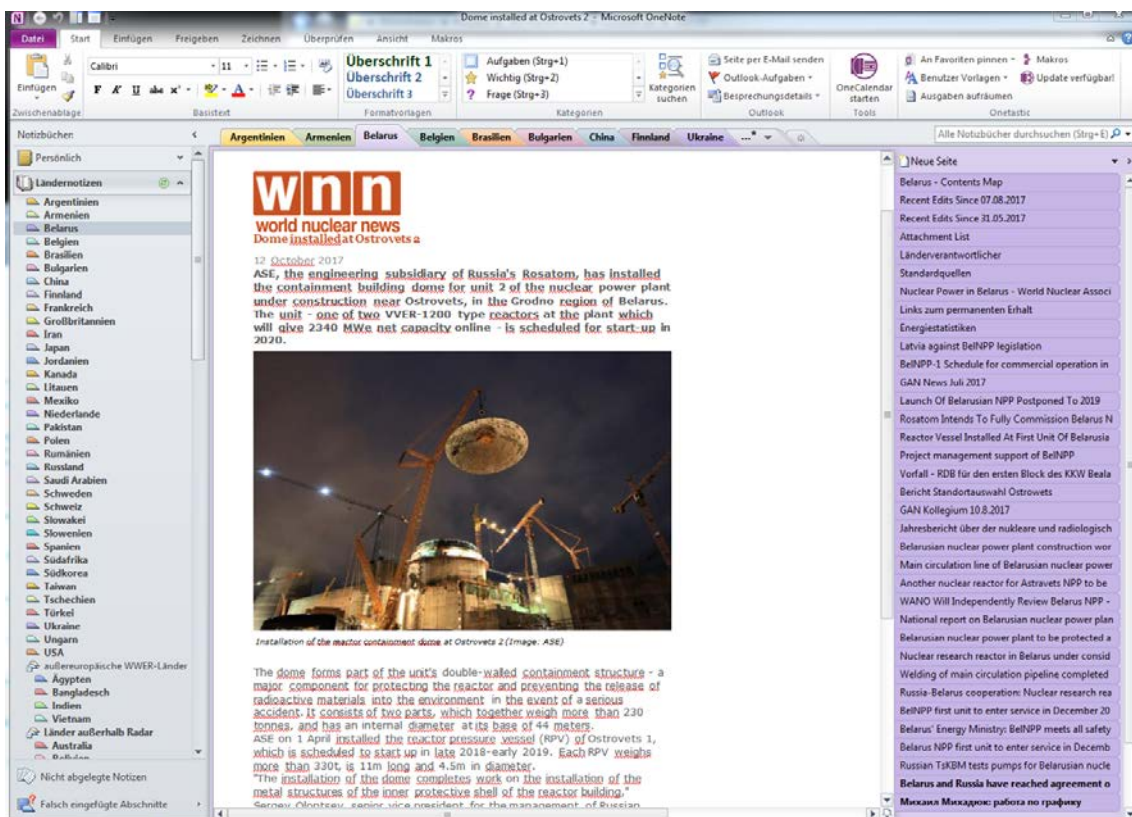 Dome installed at Ostrovets 2 - Microsoft OneNote
Datei Start Einfügen Freigeben Zeichnen Überprüfen Ansicht Makros
Einfügen
Calibri 11
F K U abc x²
Überschrift 1
Überschrift 2
Überschrift 3
Aufgaben (Strg+1)
Wichtig (Strg+2)
? Frage (Strg+3)
Kategorien suchen
Seite per E-Mail senden
Outlook-Aufgaben
Besprechungsdetails
OneCalendar starten
An Favoriten pinnen
Benutzer Vorlagen
Ausgaben aufräumen
Makros
Update verfügbar!
Zwischenablage Basistext Formatvorlagen Kategorien Outlook Tools Onetastic
Notizbücher
Argentinien Armenien Belarus Belgien Brasilien Bulgarien China Finnland Ukraine ...
Alle Notizbücher durchsuchen (Strg+E)
Persönlich
Ländernotizen
Argentinien
Armenien
Belarus
Belgien
Brasilien
Bulgarien
China
Finnland
Frankreich
Großbritannien
Iran
Japan
Jordanien
Kanada
Litauen
Mexiko
Niederlande
Pakistan
Polen
Rumänien
Russland
Saudi Arabien
Schweden
Schweiz
Slowakei
Slowenien
Spanien
Südafrika
Südkorea
Taiwan
Tschechien
Türkei
Ukraine
Ungarn
USA
außereuropäische WWER-Länder
Ägypten
Bangladesch
Indien
Vietnam
Länder außerhalb Radar
Australia
Nicht abgelegte Notizen
Falsch eingefügte Abschnitte
wnn
world nuclear news
Dome installed at Ostrovets 2
12 October 2017
ASE, the engineering subsidiary of Russia's Rosatom, has installed
the containment building dome for unit 2 of the nuclear power plant
under construction near Ostrovets, in the Grodno region of Belarus.
The unit - one of two VVER-1200 type reactors at the plant which
will give 2340 MWe net capacity online - is scheduled for start-up in
2020.
Installation of the reactor containment dome at Ostrovets 2 (Image: ASE)
The dome forms part of the unit's double-walled containment structure - a
major component for protecting the reactor and preventing the release of
radioactive materials into the environment in the event of a serious
accident. It consists of two parts, which together weigh more than 230
tonnes, and has an internal diameter at its base of 44 meters.
ASE on 1 April installed the reactor pressure vessel (RPV) of Ostrovets 1,
which is scheduled to start up in late 2018-early 2019. Each RPV weighs
more than 330t, is 11m long and 4.5m in diameter.
"The installation of the dome completes work on the installation of the
metal structures of the inner protective shell of the reactor building."
Sergey Olontsev, senior vice president for the management of Russian
Neue Seite
Belarus - Contents Map
Recent Edits Since 07.08.2017
Recent Edits Since 31.05.2017
Attachment List
Länderverantwortlicher
Standardquellen
Nuclear Power in Belarus - World Nuclear Associ
Links zum permanenten Erhalt
Energiestatistiken
Latvia against BelNPP legislation
BelNPP-1 Schedule for commercial operation in
GAN News Juli 2017
Launch Of Belarusian NPP Postponed To 2019
Rosatom Intends To Fully Commission Belarus N
Reactor Vessel Installed At First Unit Of Belarusia
Project management support of BelNPP
Vorfall - RDB für den ersten Block des KKW Beala
Bericht Standortauswahl Ostrowets
GAN Kollegium 10.8.2017
Jahresbericht über der nukleare und radiologisch
Belarusian nuclear power plant construction wor
Main circulation line of Belarusian nuclear power
Another nuclear reactor for Astravets NPP to be
WANO Will Independently Review Belarus NPP -
National report on Belarusian nuclear power plan
Belarusian nuclear power plant to be protected a
Nuclear research reactor in Belarus under consid
Welding of main circulation pipeline completed
Russia-Belarus cooperation: Nuclear research rea
BelNPP first unit to enter service in December 20
Belarus' Energy Ministry: BelNPP meets all safety
Belarus NPP first unit to enter service in Decemb
Russian TsKBM tests pumps for Belarusian nucle
Belarus and Russia have reached agreement o
Михаил Михадюк: работа по графику